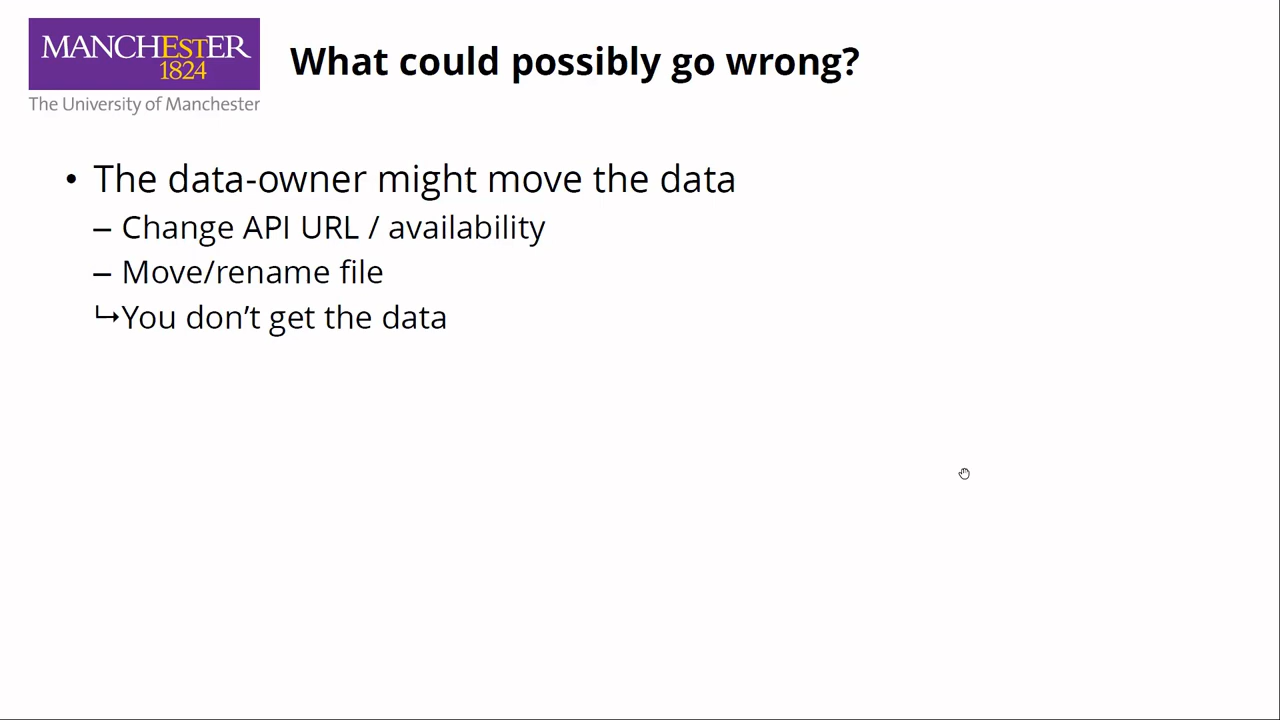 MANCHESTER
1824
The University of Manchester
What could possibly go wrong?
• The data-owner might move the data
– Change API URL / availability
– Move/rename file
↪You don’t get the data